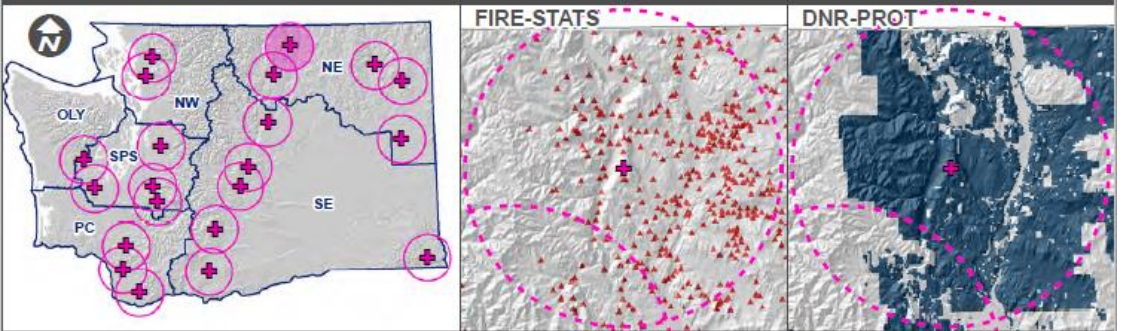 FIRE-STATS
DNR-PROT
N
NE
NW
OLY
SPS
SE
PC